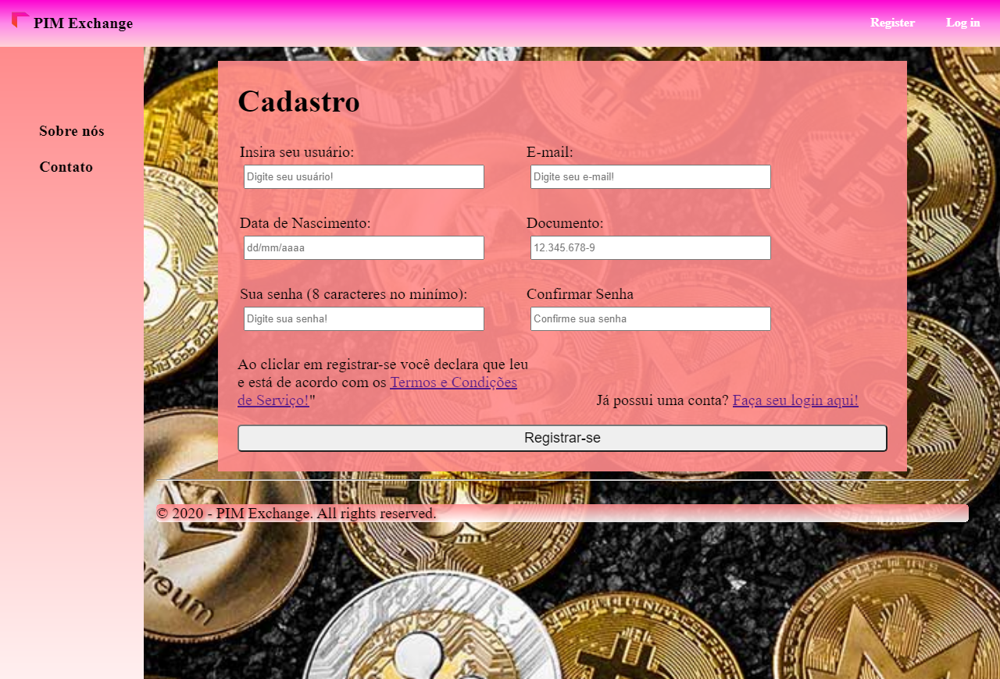 PIM Exchange
Register
Log in
Sobre nós
Contato
Cadastro
Insira seu usuário:
E-mail:
Digite seu usuário!
Digite seu e-mail!
Data de Nascimento:
Documento:
dd/mm/aaaa
12.345.678-9
Sua senha (8 caracteres no minímo):
Confirmar Senha
Digite sua senha!
Confirme sua senha
Ao cliclar em registrar-se você declara que leu
e está de acordo com os Termos e Condições
de Serviço!"
Já possui uma conta? Faça seu login aqui!
Registrar-se
© 2020 - PIM Exchange. All rights reserved.